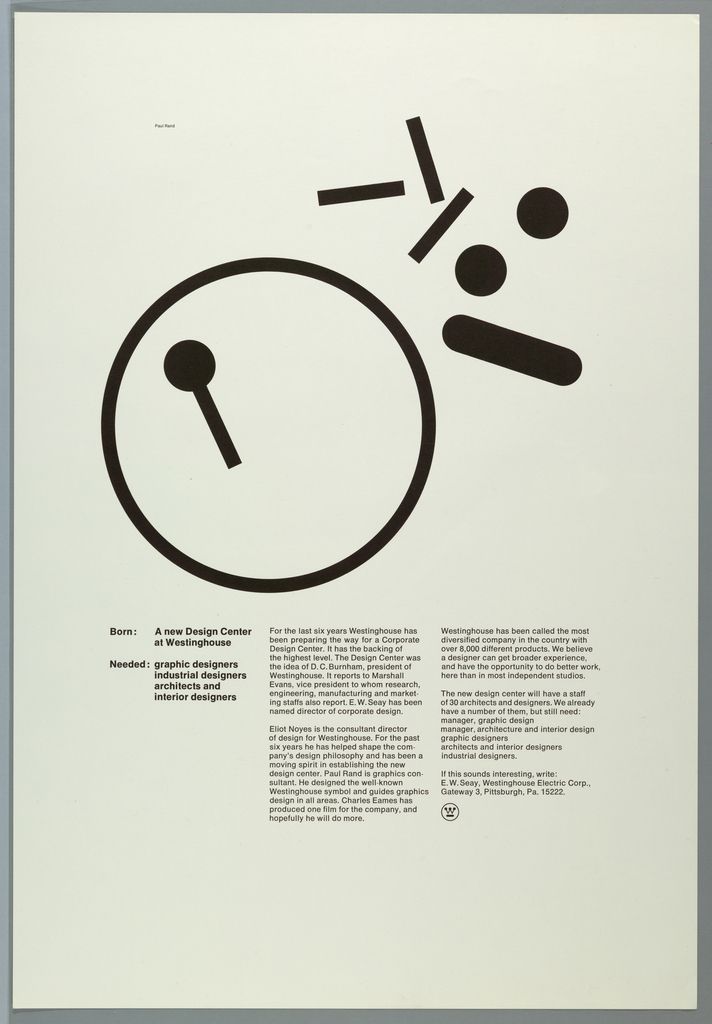 Paul Rand
Born: A new Design Center
at Westinghouse
Needed: graphic designers
industrial designers
architects and
interior designers
For the last six years Westinghouse has
been preparing the way for a Corporate
Design Center. It has the backing of
the highest level. The Design Center was
the idea of D.C. Burnham, president of
Westinghouse. It reports to Marshall
Evans, vice president to whom research,
engineering, manufacturing and market-
ing staffs also report. E.W. Seay has been
named director of corporate design.
Eliot Noyes is the consultant director
of design for Westinghouse. For the past
six years he has helped shape the com-
pany's design philosophy and has been a
moving spirit in establishing the new
design center. Paul Rand is graphics con-
sultant. He designed the well-known
Westinghouse symbol and guides graphics
design in all areas. Charles Eames has
produced one film for the company, and
hopefully he will do more.
Westinghouse has been called the most
diversified company in the country with
over 8,000 different products. We believe
a designer can get broader experience,
and have the opportunity to do better work,
here than in most independent studios.
The new design center will have a staff
of 30 architects and designers. We already
have a number of them, but still need:
manager, graphic design
manager, architecture and interior design
graphic designers
architects and interior designers
industrial designers.
If this sounds interesting, write:
E.W. Seay, Westinghouse Electric Corp.,
Gateway 3, Pittsburgh, Pa. 15222.